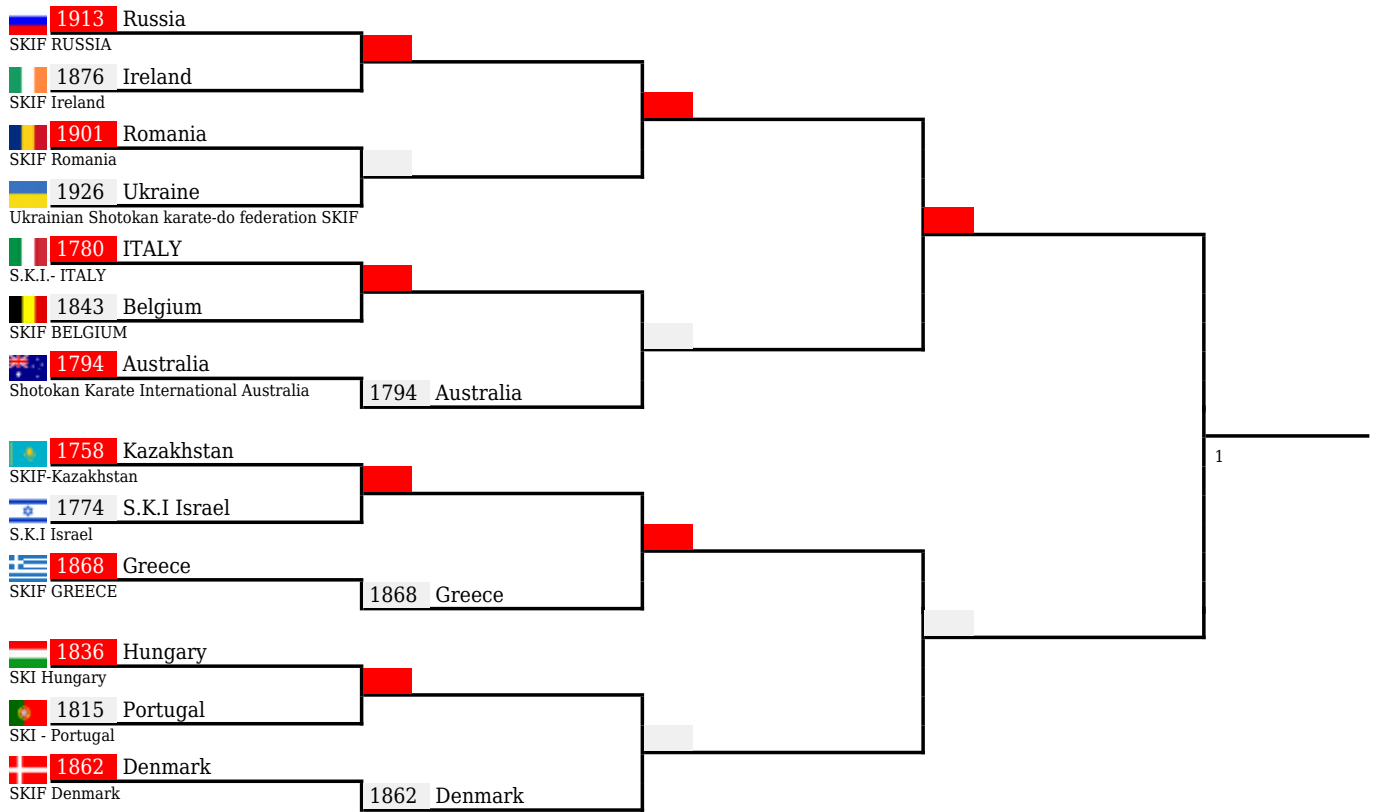 1913 Russia
SKIF RUSSIA
1876 Ireland
SKIF Ireland
1901 Romania
SKIF Romania
1926 Ukraine
Ukrainian Shotokan karate-do federation SKIF
1780 ITALY
S.K.I.- ITALY
1843 Belgium
SKIF BELGIUM
1794 Australia
Shotokan Karate International Australia
1794 Australia
1758 Kazakhstan
SKIF-Kazakhstan
1
1774 S.K.I Israel
S.K.I Israel
1868 Greece
SKIF GREECE
1868 Greece
1836 Hungary
SKI Hungary
1815 Portugal
SKI - Portugal
1862 Denmark
SKIF Denmark
1862 Denmark